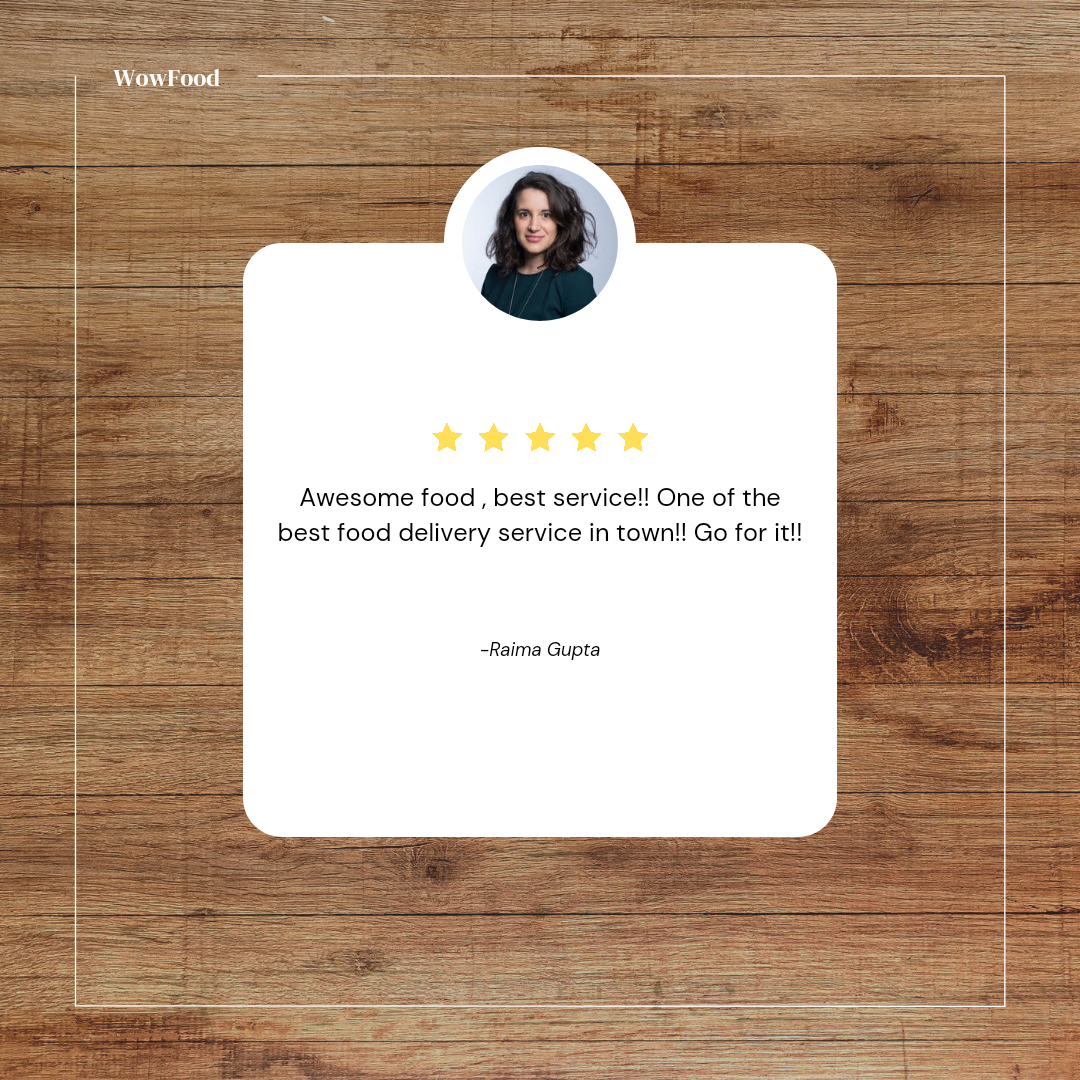 WowFood
Awesome food , best service!! One of the
best food delivery service in town!! Go for it!!
-Raima Gupta